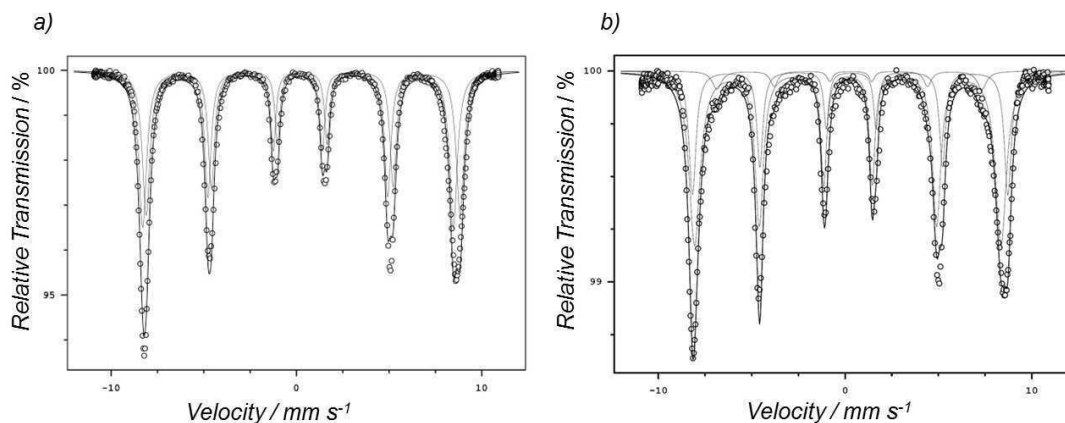 a)
Relative Transmission / %
100
95
-10
0
10
Velocity / mm s-1
b)
Relative Transmission / %
100
99
-10
0
10
Velocity / mm s-1